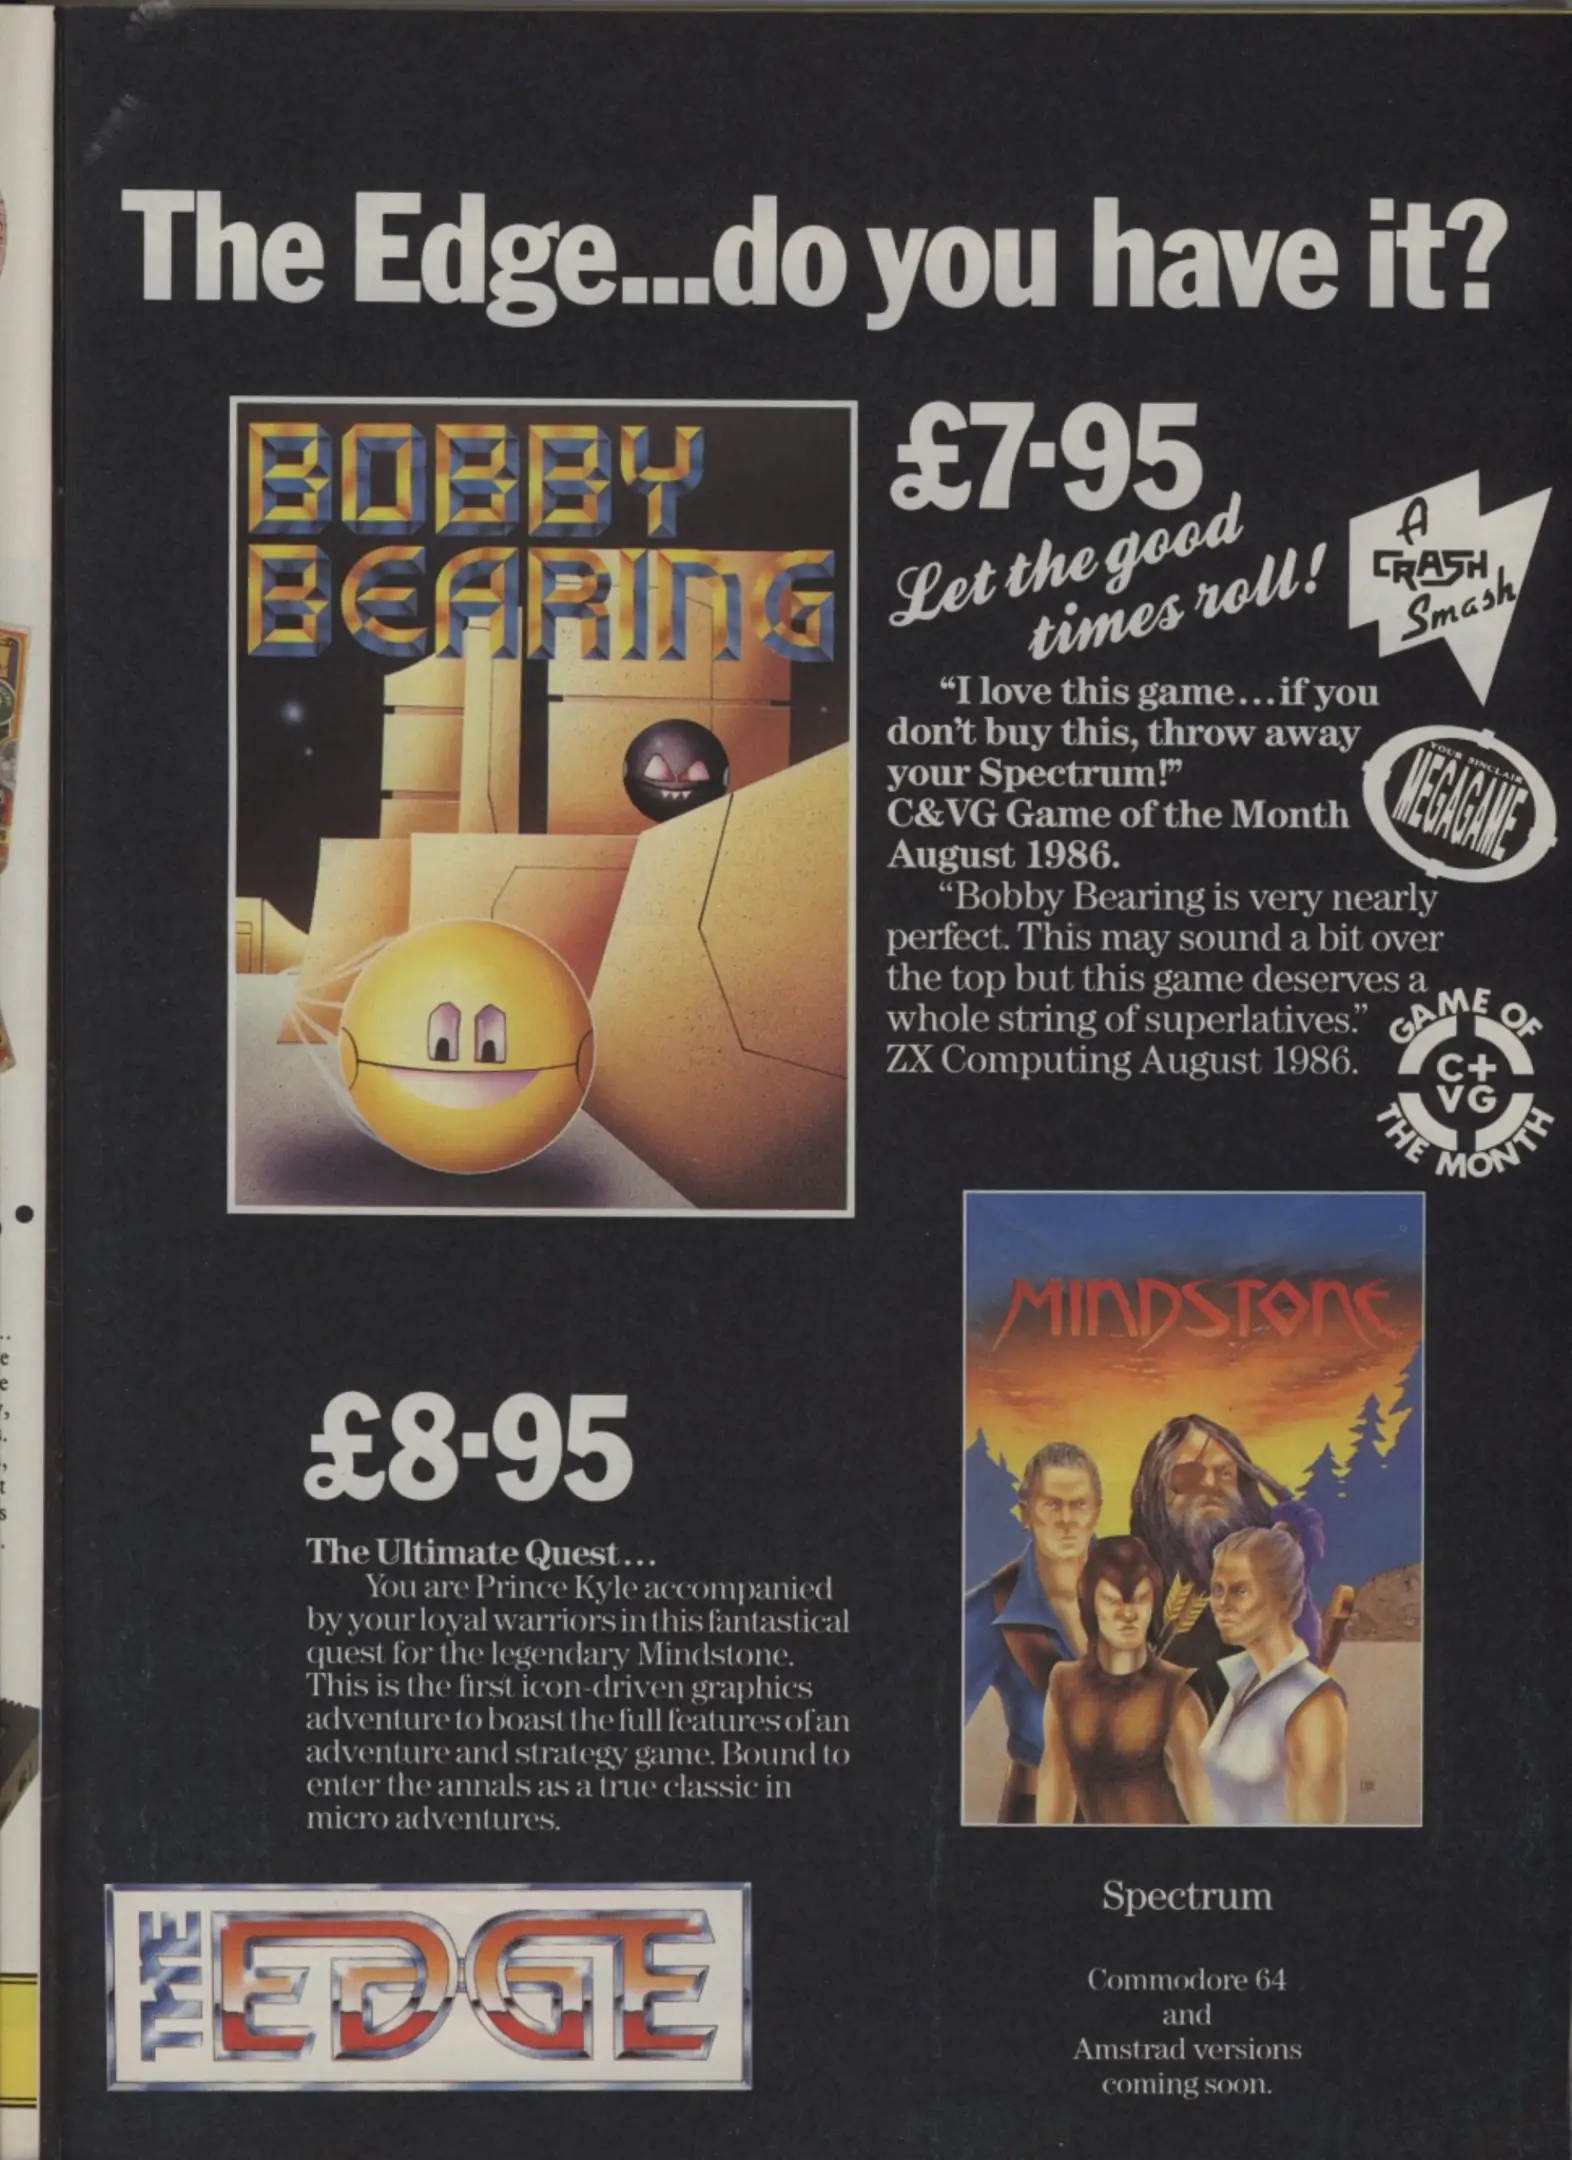 The Edge...do you have it?
BOBBY
BEARING
£7·95
Let the good
times roll!
A
CRASH
Smash
“I love this game...if you
don't buy this, throw away
your Spectrum!”
C&VG Game of the Month
August 1986.
YOUR SINCLAIR
MEGAGAME
“Bobby Bearing is very nearly
perfect. This may sound a bit over
the top but this game deserves a
whole string of superlatives.”
ZX Computing August 1986.
GAME OF
C+
VG
THE MONTH
MINDSTONE
£8·95
The Ultimate Quest...
You are Prince Kyle accompanied
by your loyal warriors in this fantastical
quest for the legendary Mindstone.
This is the first icon-driven graphics
adventure to boast the full features of an
adventure and strategy game. Bound to
enter the annals as a true classic in
micro adventures.
THE EDGE
Spectrum
Commodore 64
and
Amstrad versions
coming soon.